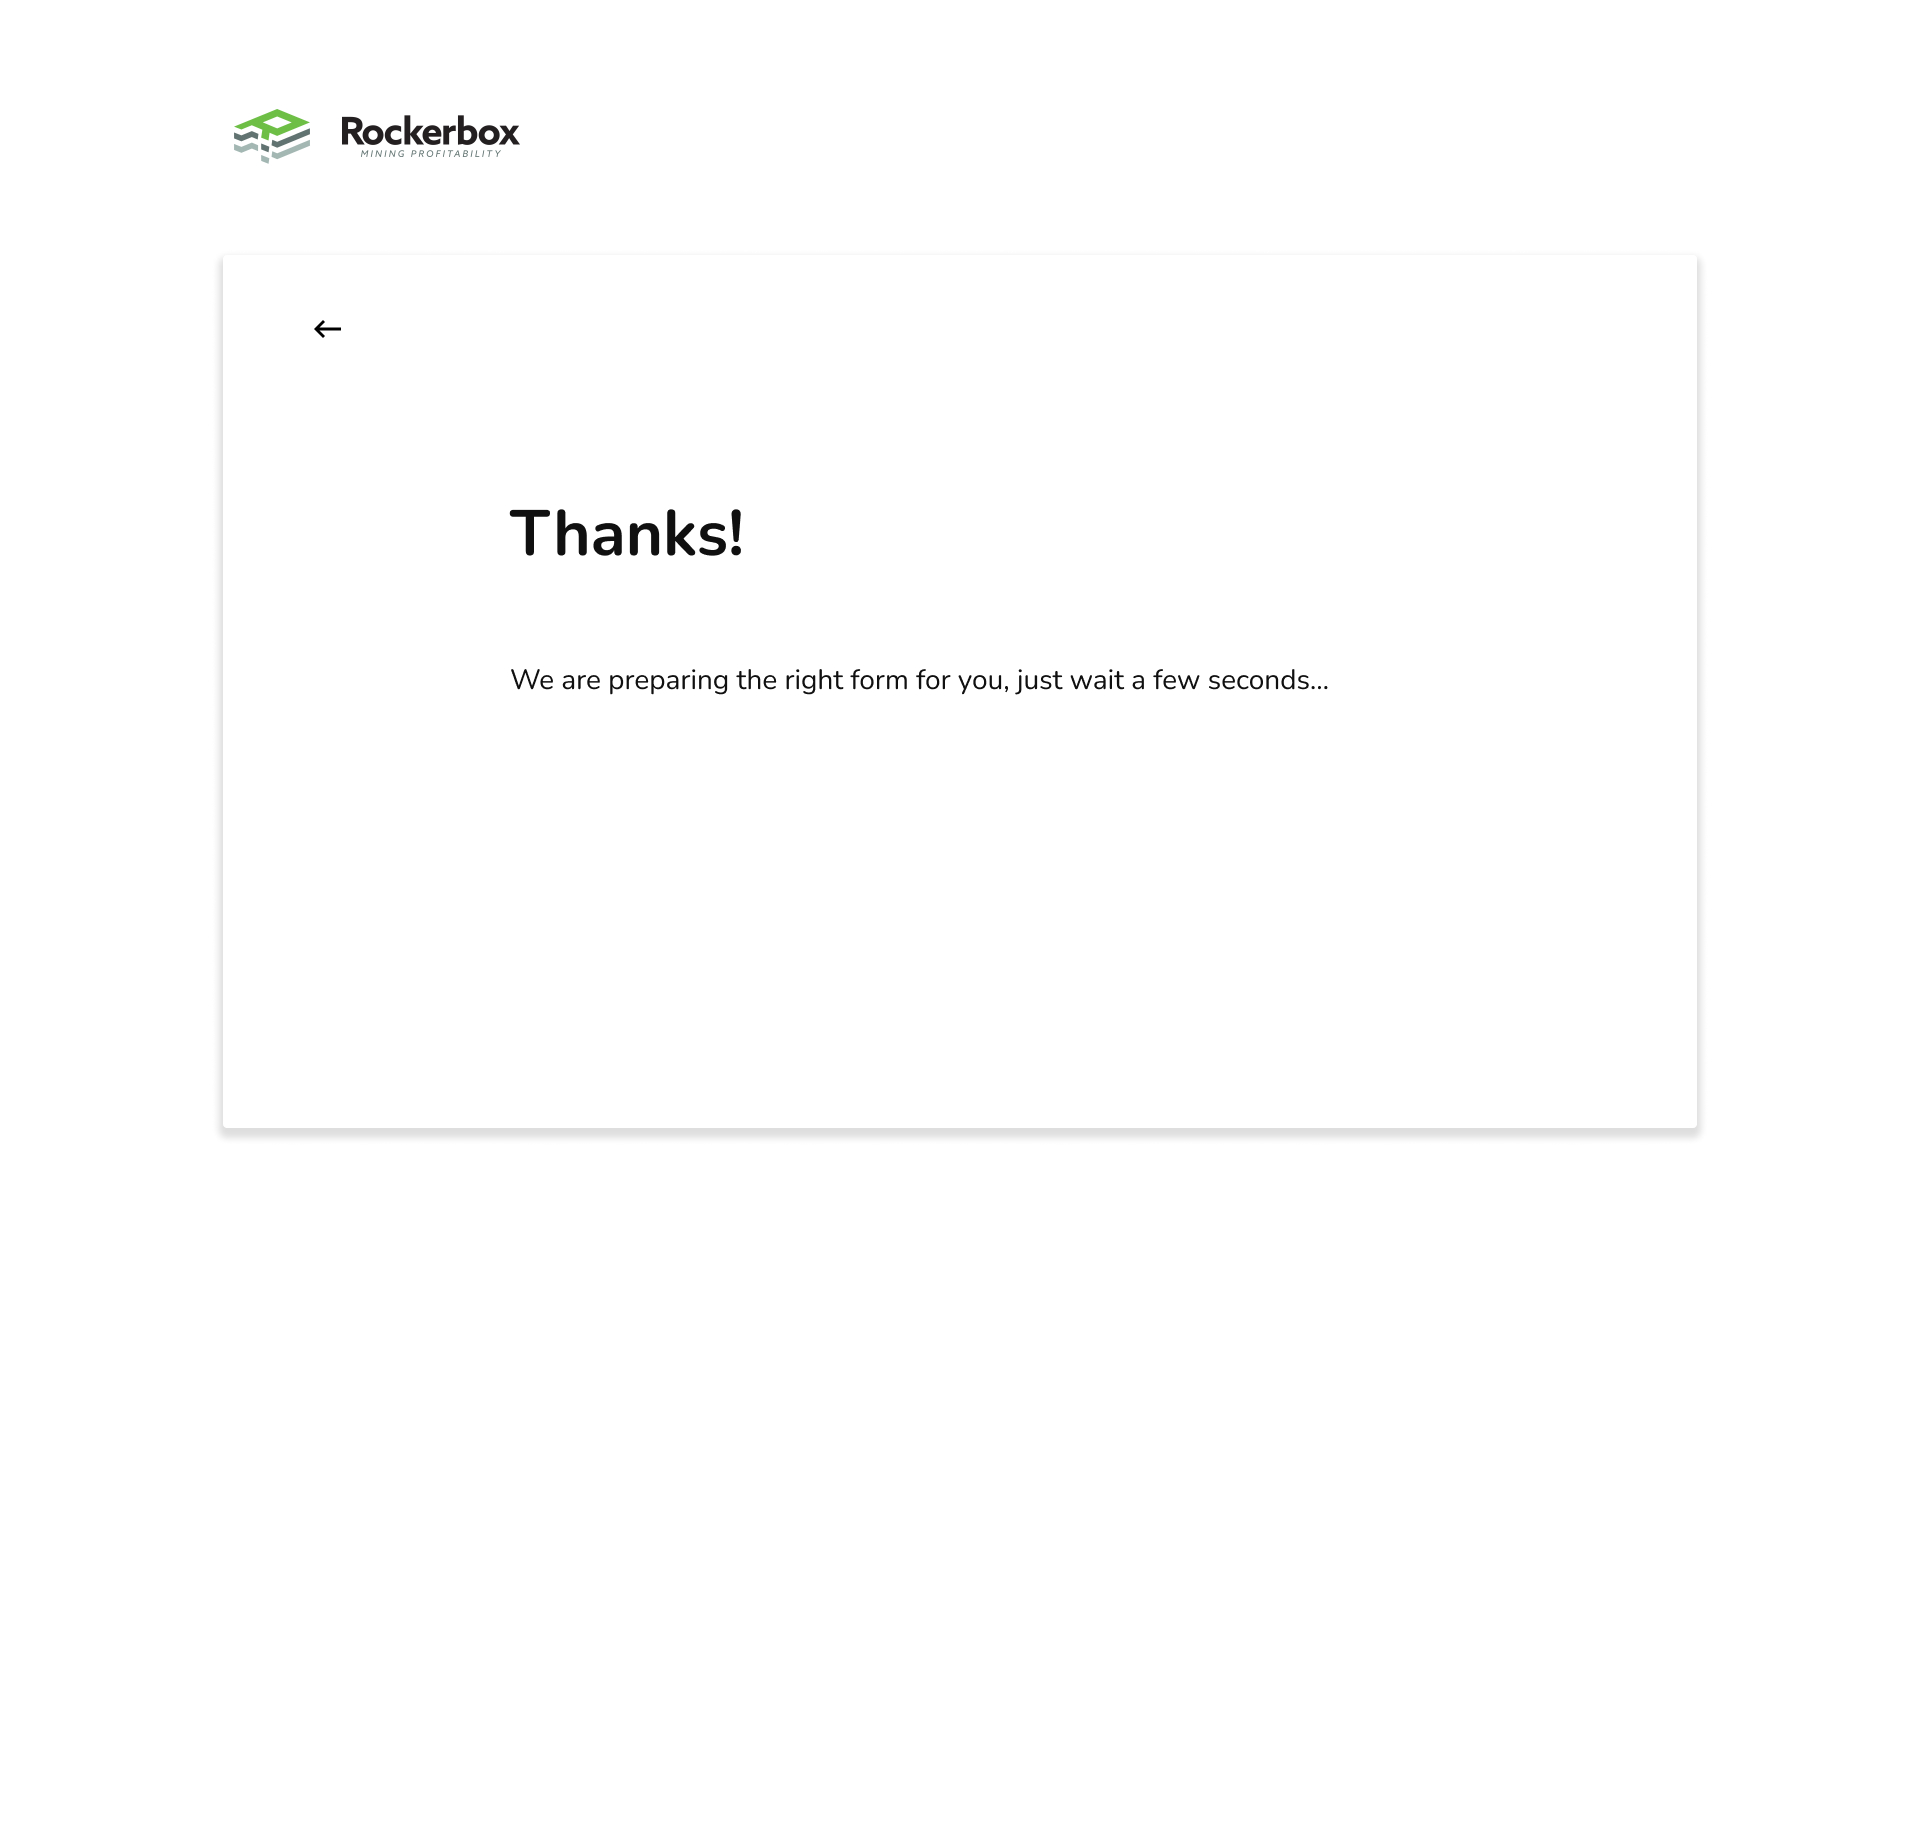 Rockerbox
MINING PROFITABILITY
Thanks!
We are preparing the right form for you, just wait a few seconds...